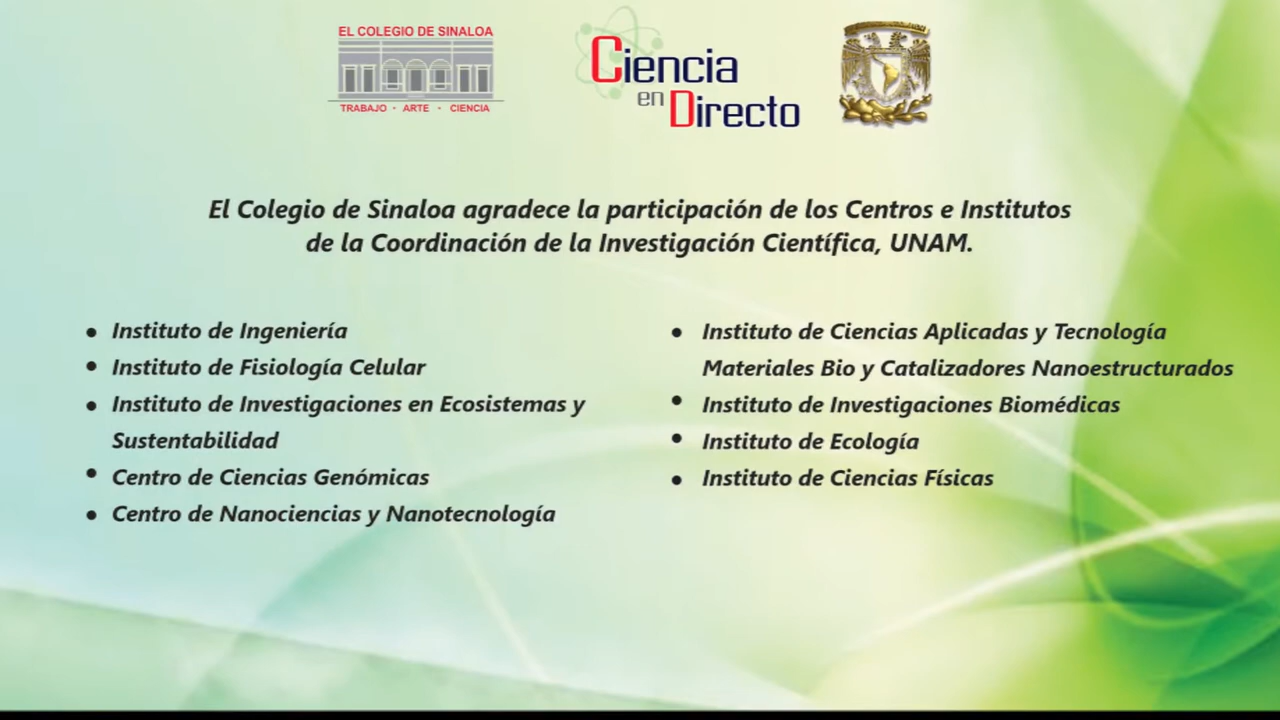 EL COLEGIO DE SINALOA
TRABAJO · ARTE · CIENCIA
Ciencia
en Directo
El Colegio de Sinaloa agradece la participación de los Centros e Institutos
de la Coordinación de la Investigación Científica, UNAM.
• Instituto de Ingeniería
• Instituto de Fisiología Celular
• Instituto de Investigaciones en Ecosistemas y
Sustentabilidad
• Centro de Ciencias Genómicas
• Centro de Nanociencias y Nanotecnología
• Instituto de Ciencias Aplicadas y Tecnología
Materiales Bio y Catalizadores Nanoestructurados
• Instituto de Investigaciones Biomédicas
• Instituto de Ecología
• Instituto de Ciencias Físicas